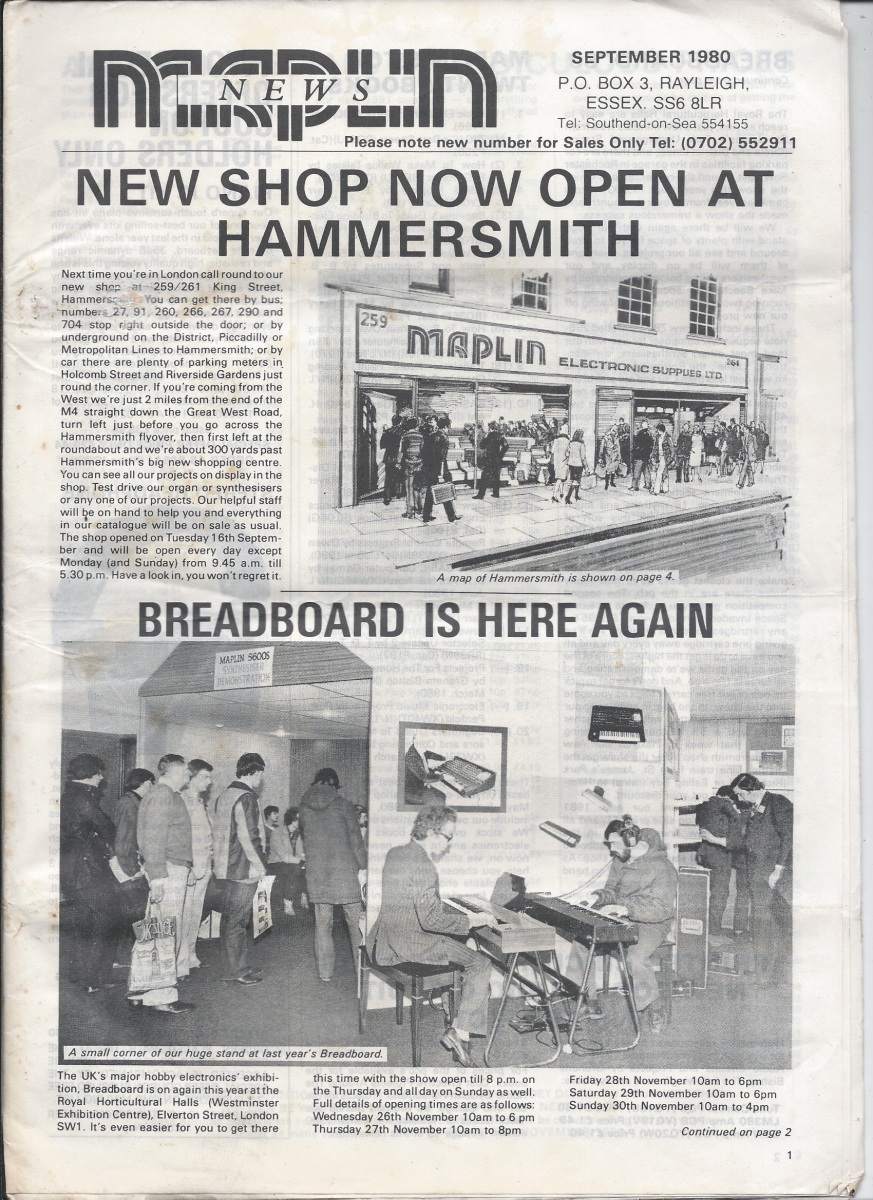 MAPLIN
NEWS
SEPTEMBER 1980
P.O. BOX 3, RAYLEIGH,
ESSEX. SS6 8LR
Tel: Southend-on-Sea 554155
Please note new number for Sales Only Tel: (0702) 552911
NEW SHOP NOW OPEN AT
HAMMERSMITH
Next time you're in London call round to our
new shop at 259/261 King Street,
You can get there by bus;
numbers 27, 91, 260, 266, 267, 290 and
704 stop right outside the door; or by
underground on the District, Piccadilly or
Metropolitan Lines to Hammersmith; or by
car there are plenty of parking meters in
Holcomb Street and Riverside Gardens just
round the corner. If you're coming from the
West we're just 2 miles from the end of the
M4 straight down the Great West Road,
turn left just before you go across the
Hammersmith flyover, then first left at the
roundabout and we're about 300 yards past
Hammersmith's big new shopping centre.
You can see all our projects on display in the
shop. Test drive our organ or synthesisers
or any one of our projects. Our helpful staff
will be on hand to help you and everything
in our catalogue will be on sale as usual.
The shop opened on Tuesday 16th Septem-
ber and will be open every day except
Monday (and Sunday) from 9.45 a.m. till
5.30 p.m. Have a look in, you won't regret it.
259
MAPLIN ELECTRONIC SUPPLIES LTD.
261
A map of Hammersmith is shown on page 4.
BREADBOARD IS HERE AGAIN
MAPLIN 5600S
SYNTHESISER
DEMONSTRATION
A small corner of our huge stand at last year's Breadboard.
The UK's major hobby electronics' exhibi-
tion, Breadboard is on again this year at the
Royal Horticultural Halls (Westminster
Exhibition Centre), Elverton Street, London
SW1. It's even easier for you to get there
this time with the show open till 8 p.m. on
the Thursday and all day on Sunday as well.
Full details of opening times are as follows:
Wednesday 26th November 10am to 6 pm
Thursday 27th November 10am to 8pm
Friday 28th November 10am to 6pm
Saturday 29th November 10am to 6pm
Sunday 30th November 10am to 4pm
Continued on page 2
1